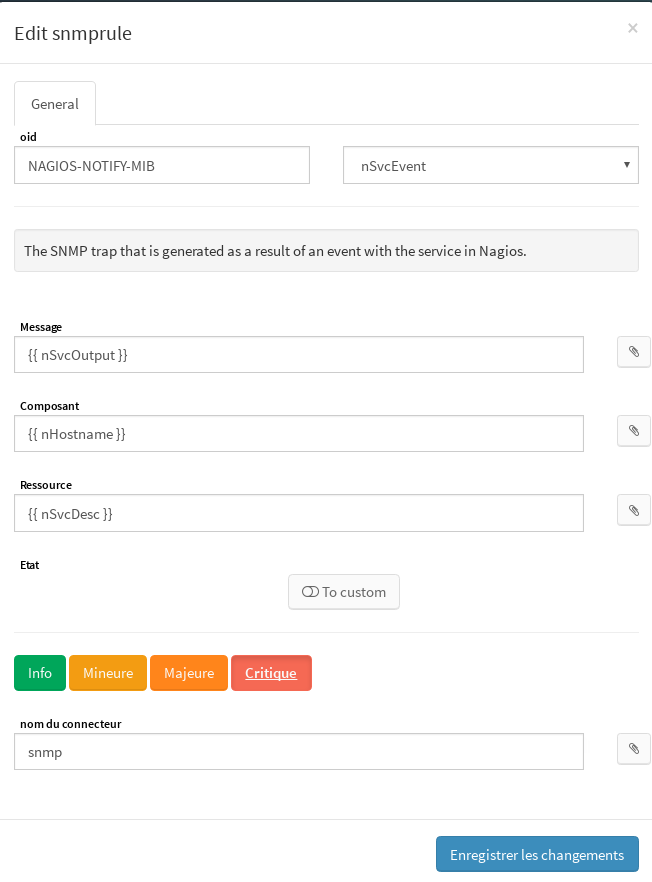 Edit snmprule
×
General
oid
NAGIOS-NOTIFY-MIB
nSvcEvent
The SNMP trap that is generated as a result of an event with the service in Nagios.
Message
{{ nSvcOutput }}
Composant
{{ nHostname }}
Ressource
{{ nSvcDesc }}
Etat
To custom
Info Mineure Majeure Critique
nom du connecteur
snmp
Enregistrer les changements